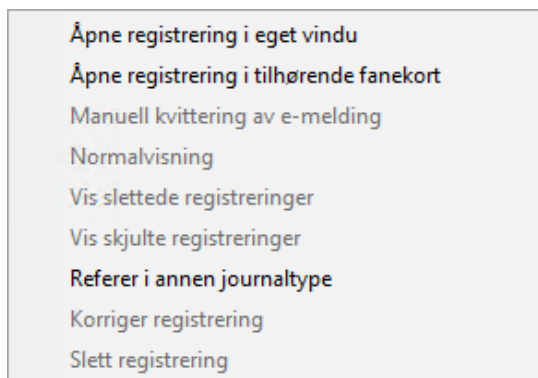 Åpne registrering i eget vindu
Åpne registrering i tilhørende fanekort
Manuell kvittering av e-melding
Normalvisning
Vis slettede registreringer
Vis skjulte registreringer
Referer i annen journaltype
Korriger registrering
Slett registrering